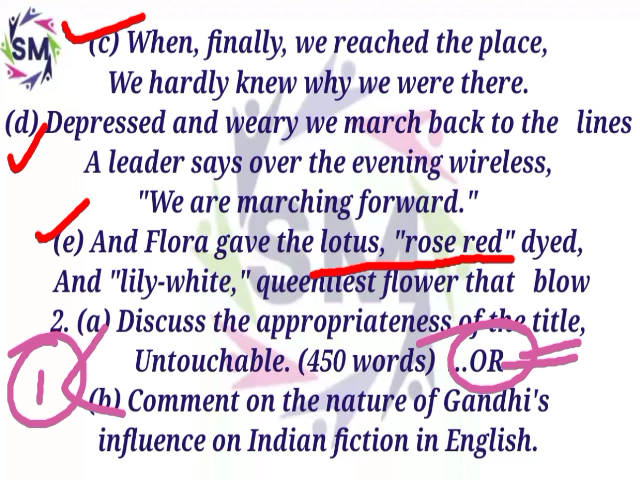 SM
(c) When, finally, we reached the place,
We hardly knew why we were there.
(d) Depressed and weary we march back to the lines
A leader says over the evening wireless,
"We are marching forward."
(e) And Flora gave the lotus, "rose red" dyed,
And "lily-white," queenliest flower that blow
2. (a) Discuss the appropriateness of the title,
Untouchable. (450 words) ..OR
1
(b) Comment on the nature of Gandhi's
influence on Indian fiction in English.